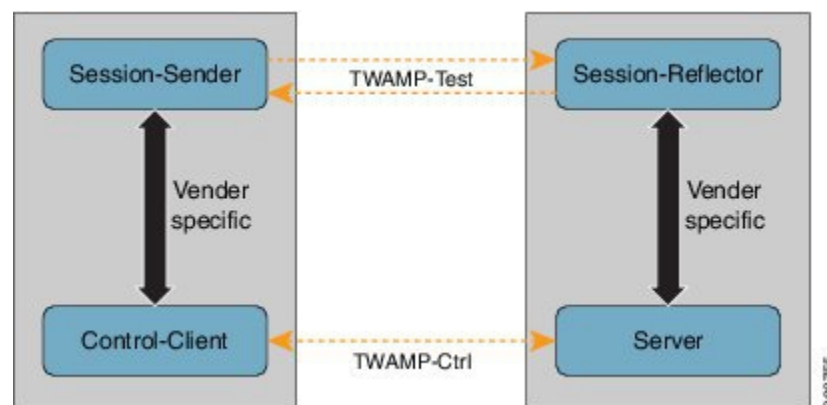 Session-Sender
TWAMP-Test
Session-Reflector
Vender
specific
Vender
specific
Control-Client
TWAMP-Ctrl
Server